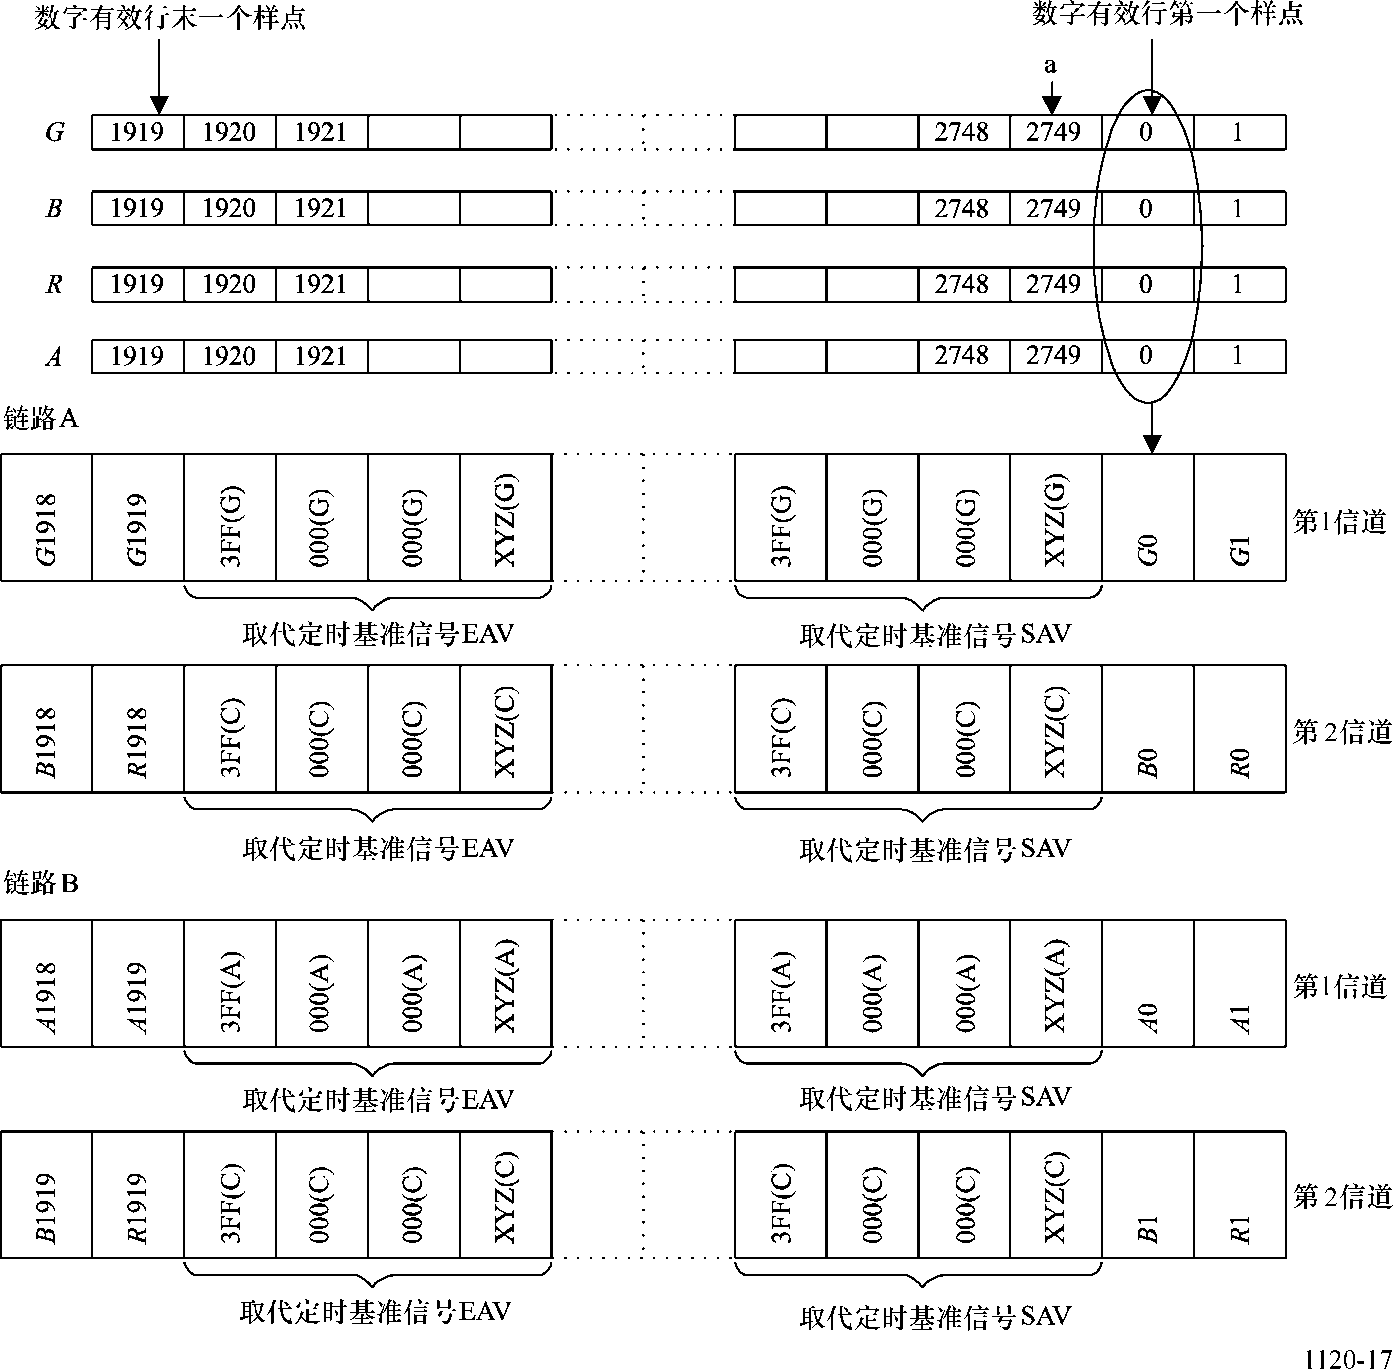 数字有效行末一个样点 数字有效行第一个样点
a
G 1919 1920 1921 2748 2749 0 1
B 1919 1920 1921 2748 2749 0 1
R 1919 1920 1921 2748 2749 0 1
A 1919 1920 1921 2748 2749 0 1
链路A
G1918 G1919 3FF(G) 000(G) 000(G) XYZ(G) 3FF(G) 000(G) 000(G) XYZ(G) G0 G1 第1信道
取代定时基准信号EAV 取代定时基准信号SAV
B1918 R1918 3FF(C) 000(C) 000(C) XYZ(C) 3FF(C) 000(C) 000(C) XYZ(C) B0 R0 第2信道
取代定时基准信号EAV 取代定时基准信号SAV
链路B
A1918 A1919 3FF(A) 000(A) 000(A) XYZ(A) 3FF(A) 000(A) 000(A) XYZ(A) A0 A1 第1信道
取代定时基准信号EAV 取代定时基准信号SAV
B1919 R1919 3FF(C) 000(C) 000(C) XYZ(C) 3FF(C) 000(C) 000(C) XYZ(C) B1 R1 第2信道
取代定时基准信号EAV 取代定时基准信号SAV
1120-17